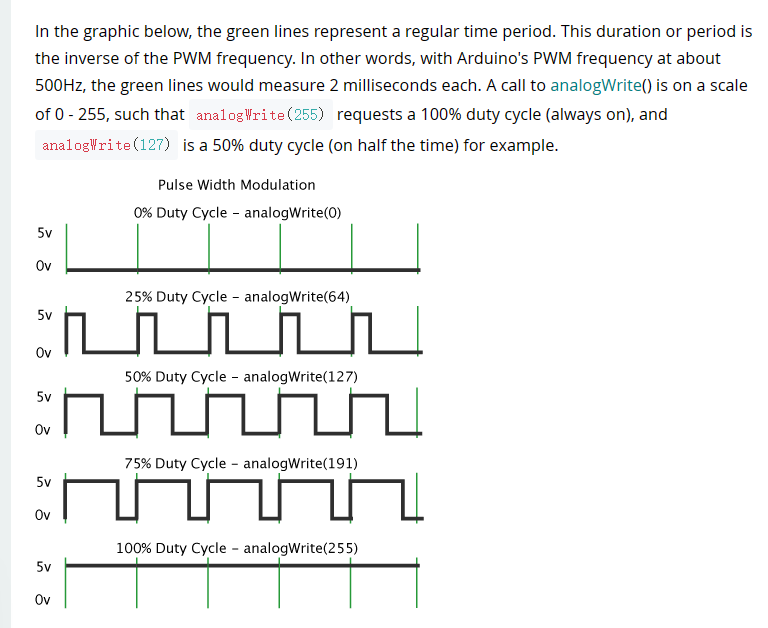 In the graphic below, the green lines represent a regular time period. This duration or period is
the inverse of the PWM frequency. In other words, with Arduino's PWM frequency at about
500Hz, the green lines would measure 2 milliseconds each. A call to analogWrite() is on a scale
of 0 - 255, such that analogWrite(255) requests a 100% duty cycle (always on), and
analogWrite(127) is a 50% duty cycle (on half the time) for example.
Pulse Width Modulation
0% Duty Cycle – analogWrite(0)
5v
0v
25% Duty Cycle – analogWrite(64)
5v
0v
50% Duty Cycle – analogWrite(127)
5v
0v
75% Duty Cycle – analogWrite(191)
5v
0v
100% Duty Cycle – analogWrite(255)
5v
0v